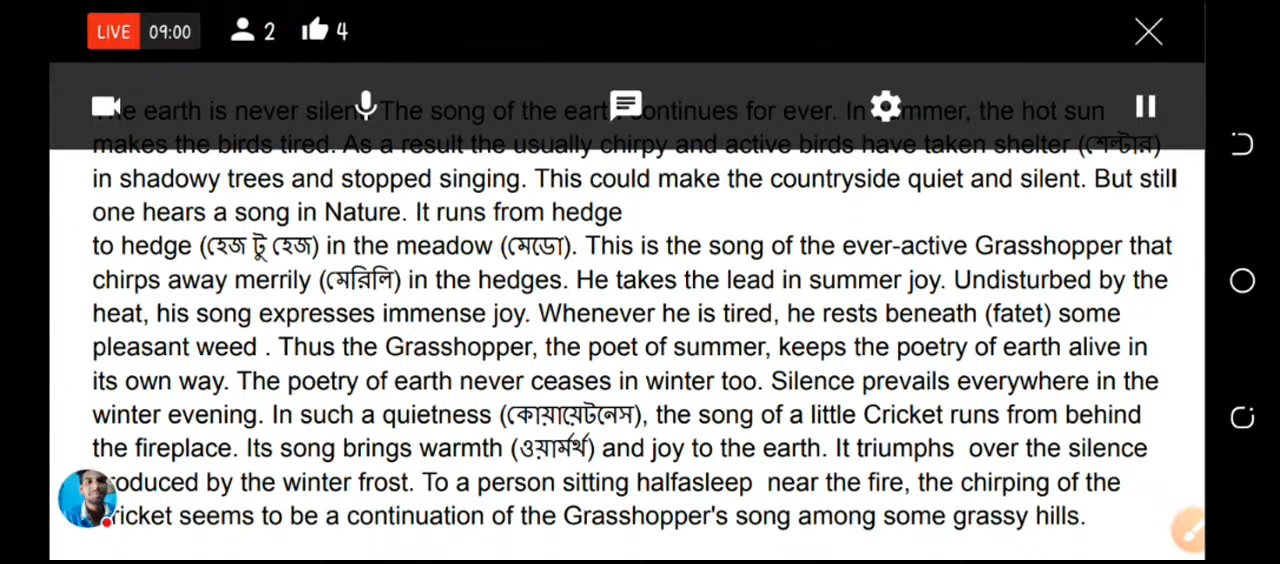 LIVE 09:00 2 4
he earth is never silent The song of the eart continues for ever. In mmer, the hot sun
makes the birds tired. As a result the usually chirpy and active birds have taken shelter (শেল্টার)
in shadowy trees and stopped singing. This could make the countryside quiet and silent. But still
one hears a song in Nature. It runs from hedge
to hedge (হেজ টু হেজ) in the meadow (মেডো). This is the song of the ever-active Grasshopper that
chirps away merrily (মেরিলি) in the hedges. He takes the lead in summer joy. Undisturbed by the
heat, his song expresses immense joy. Whenever he is tired, he rests beneath (fatet) some
pleasant weed . Thus the Grasshopper, the poet of summer, keeps the poetry of earth alive in
its own way. The poetry of earth never ceases in winter too. Silence prevails everywhere in the
winter evening. In such a quietness (কোয়ায়েটনেস), the song of a little Cricket runs from behind
the fireplace. Its song brings warmth (ওয়ার্মর্থ) and joy to the earth. It triumphs over the silence
roduced by the winter frost. To a person sitting halfasleep near the fire, the chirping of the
ricket seems to be a continuation of the Grasshopper's song among some grassy hills.